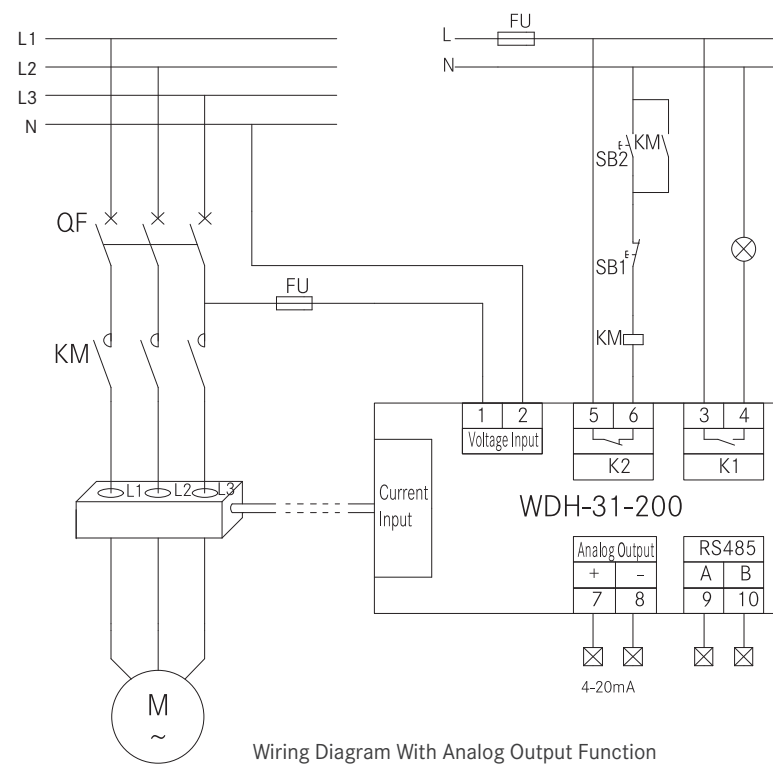 L1
L2
L3
N
QF
KM
FU
L1 L2 L3
M
~
L
N
FU
SB2
KM
SB1
KM
1 2
Voltage Input
5 6
K2
3 4
K1
Current
Input
WDH-31-200
Analog Output
+ -
7 8
RS485
A B
9 10
4-20mA
Wiring Diagram With Analog Output Function